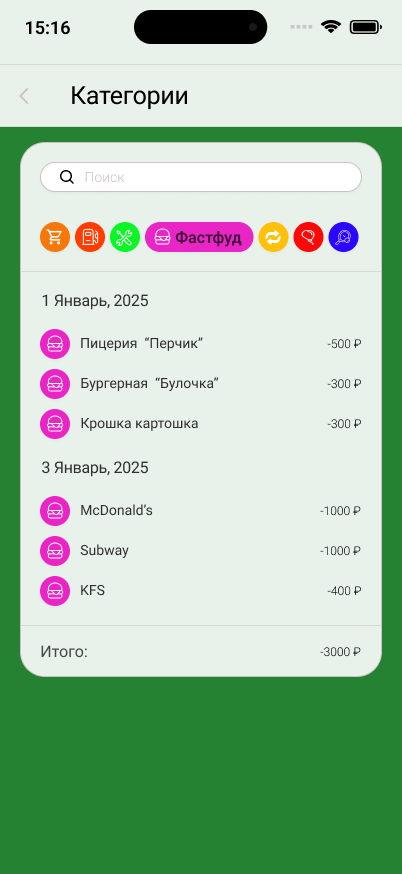 15:16
Категории
Поиск
Фастфуд
1 Январь, 2025
Пицерия “Перчик” -500 ₽
Бургерная “Булочка” -300 ₽
Крошка картошка -300 ₽
3 Январь, 2025
McDonald’s -1000 ₽
Subway -1000 ₽
KFS -400 ₽
Итого: -3000 ₽